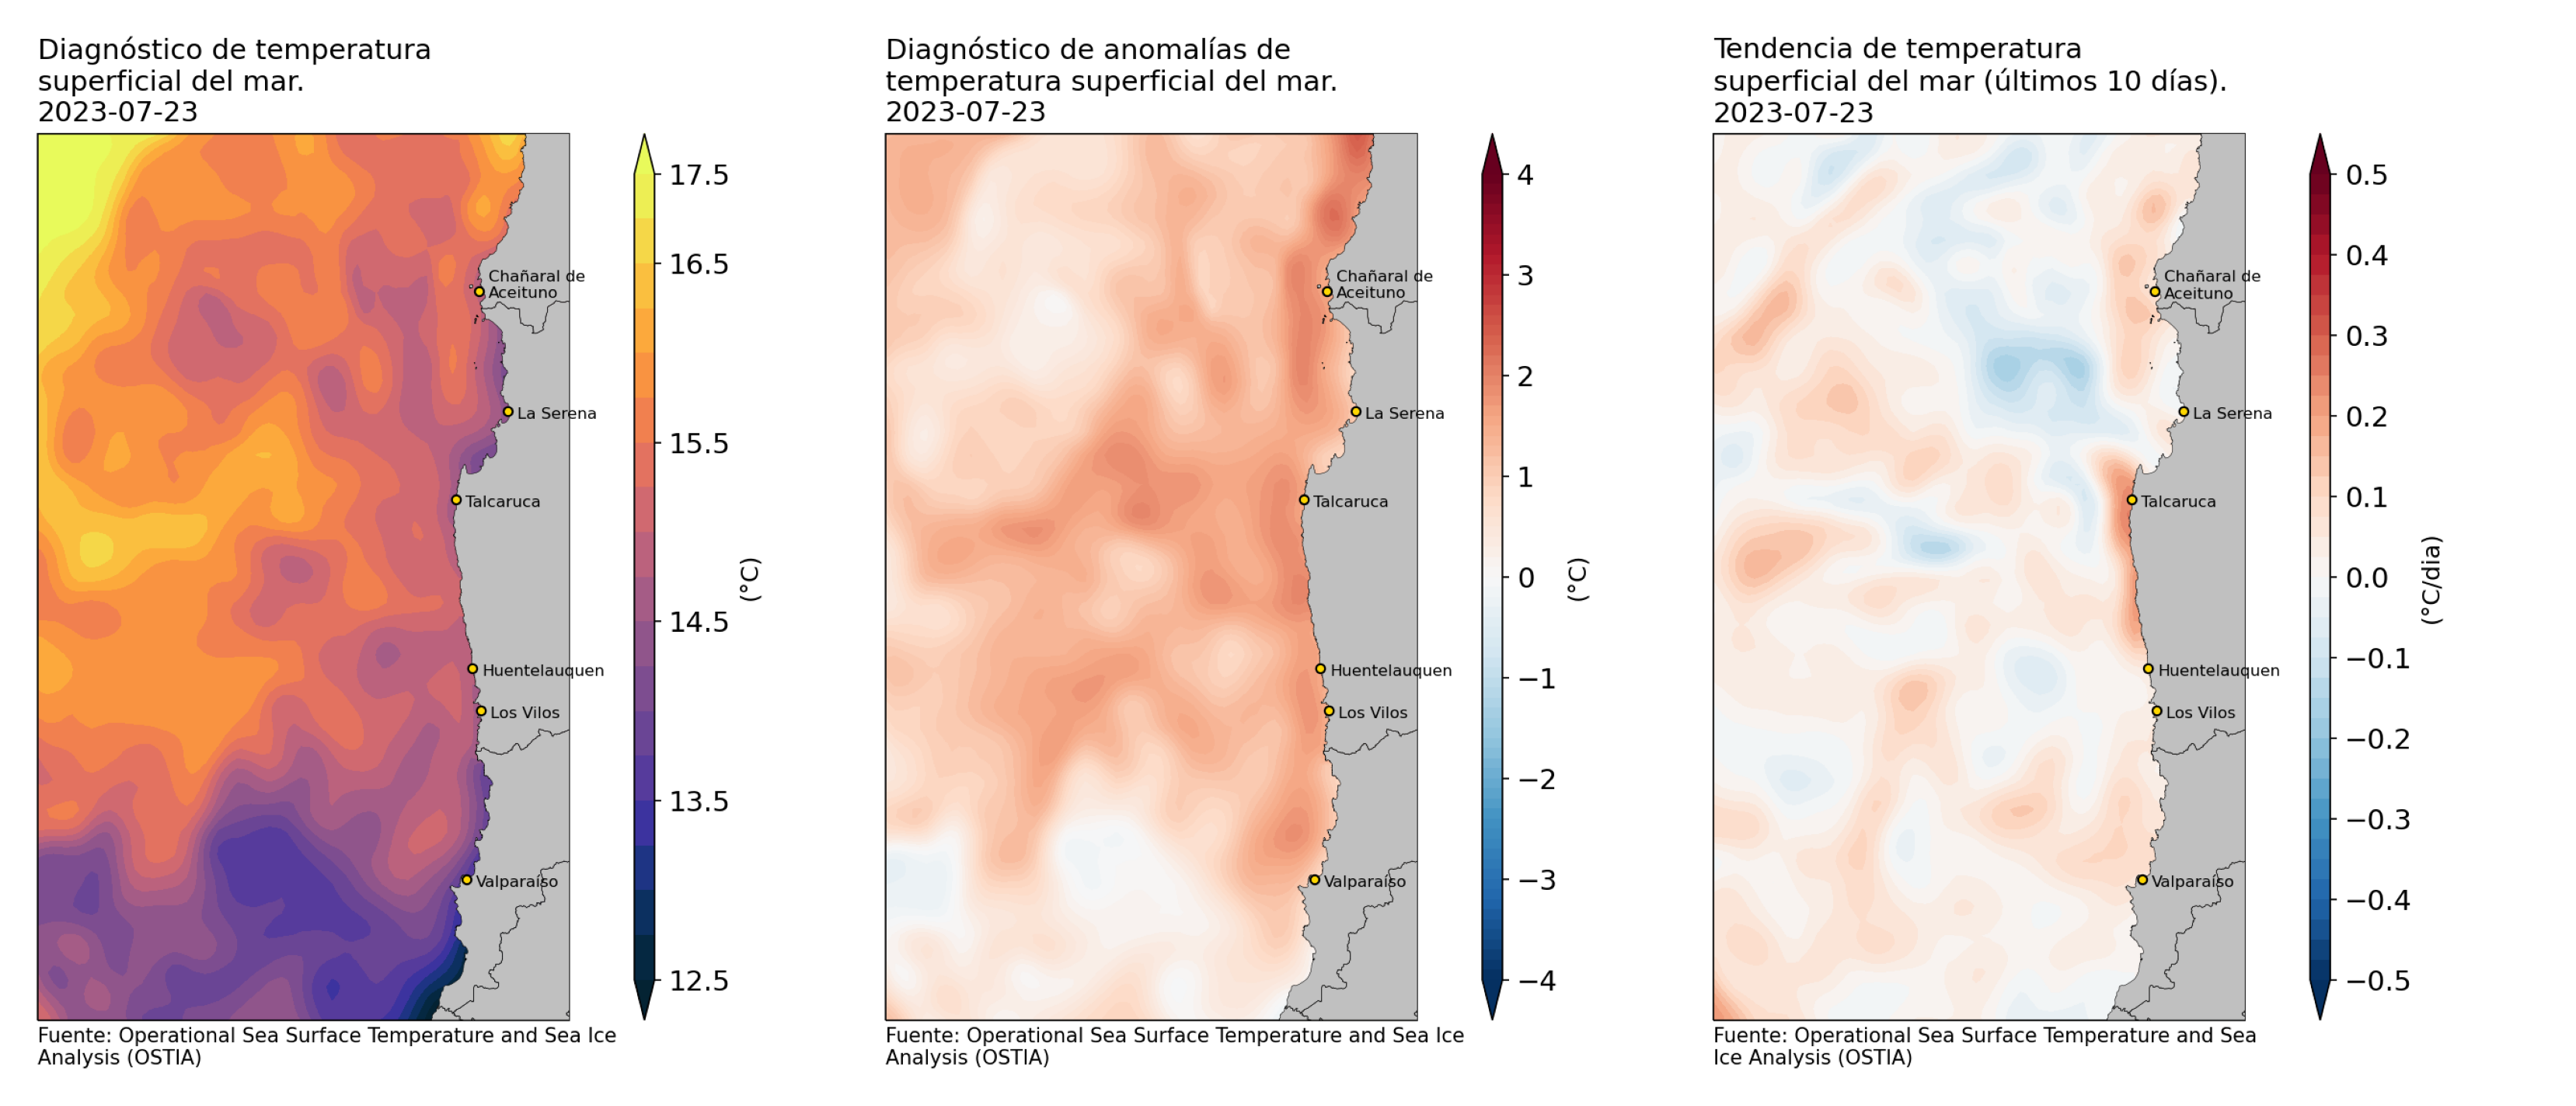 Diagnóstico de temperatura
superficial del mar.
2023-07-23
Chañaral de
Aceituno
La Serena
Talcaruca
Huentelauquen
Los Vilos
Valparaíso
17.5
16.5
15.5
14.5
13.5
12.5
(°C)
Fuente: Operational Sea Surface Temperature and Sea Ice
Analysis (OSTIA)
Diagnóstico de anomalías de
temperatura superficial del mar.
2023-07-23
Chañaral de
Aceituno
La Serena
Talcaruca
Huentelauquen
Los Vilos
Valparaíso
4
3
2
1
0
−1
−2
−3
−4
(°C)
Fuente: Operational Sea Surface Temperature and Sea Ice
Analysis (OSTIA)
Tendencia de temperatura
superficial del mar (últimos 10 días).
2023-07-23
Chañaral de
Aceituno
La Serena
Talcaruca
Huentelauquen
Los Vilos
Valparaíso
0.5
0.4
0.3
0.2
0.1
0.0
−0.1
−0.2
−0.3
−0.4
−0.5
(°C/dia)
Fuente: Operational Sea Surface Temperature and Sea
Ice Analysis (OSTIA)